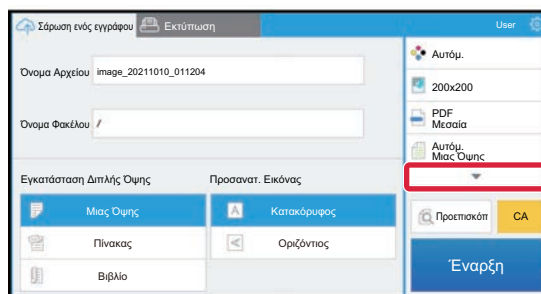 Σάρωση ενός εγγράφου
Εκτύπωση
User
Όνομα Αρχείου
image_20211010_011204
Όνομα Φακέλου
/
Εγκατάσταση Διπλής Όψης
Προσανατ. Εικόνας
Μιας Όψης
Πίνακας
Βιβλίο
A
Κατακόρυφος
A
Οριζόντιος
Αυτόμ.
200x200
PDF
Μεσαία
Αυτόμ.
Μιας Όψης
Προεπισκόπ
CA
Έναρξη